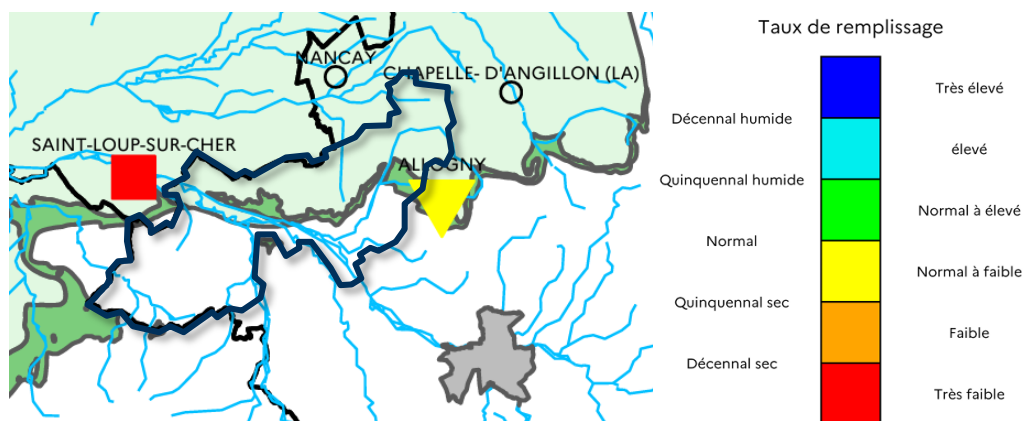 NANCAY
CHAPELLE- D'ANGILLON (LA)
SAINT-LOUP-SUR-CHER
ALLOGNY
Taux de remplissage
Très élevé
Décennal humide
élevé
Quinquennal humide
Normal à élevé
Normal
Normal à faible
Quinquennal sec
Faible
Décennal sec
Très faible